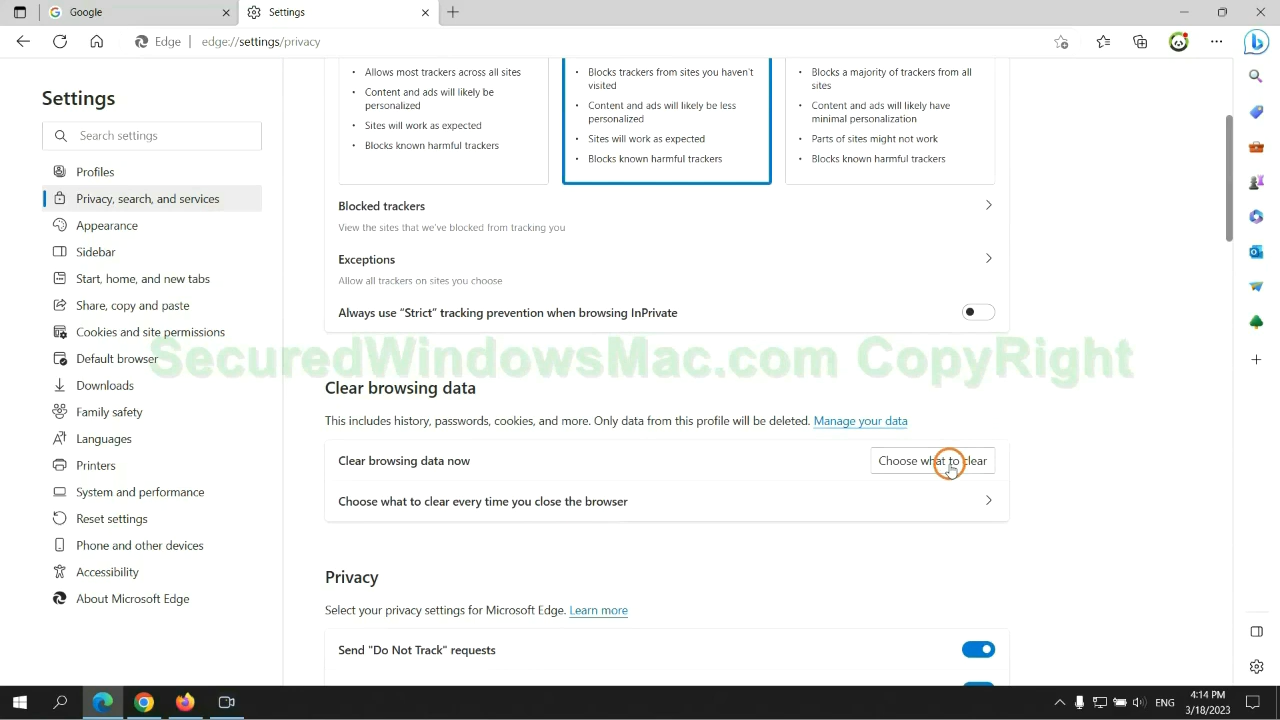 Google
Settings
Edge
edge://settings/privacy
Settings
Search settings
Profiles
Privacy, search, and services
Appearance
Sidebar
Start, home, and new tabs
Share, copy and paste
Cookies and site permissions
Default browser
Downloads
Family safety
Languages
Printers
System and performance
Reset settings
Phone and other devices
Accessibility
About Microsoft Edge
Allows most trackers across all sites
Content and ads will likely be
personalized
Sites will work as expected
Blocks known harmful trackers
Blocks trackers from sites you haven't
visited
Content and ads will likely be less
personalized
Sites will work as expected
Blocks known harmful trackers
Blocks a majority of trackers from all
sites
Content and ads will likely have
minimal personalization
Parts of sites might not work
Blocks known harmful trackers
Blocked trackers
View the sites that we've blocked from tracking you
Exceptions
Allow all trackers on sites you choose
Always use “Strict” tracking prevention when browsing InPrivate
SecuredWindowsMac.com CopyRight
Clear browsing data
This includes history, passwords, cookies, and more. Only data from this profile will be deleted. Manage your data
Clear browsing data now
Choose what to clear
Choose what to clear every time you close the browser
Privacy
Select your privacy settings for Microsoft Edge. Learn more
Send "Do Not Track" requests
ENG
4:14 PM
3/18/2023